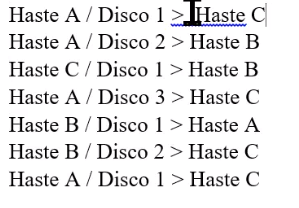 Haste A / Disco 1 > Haste C
Haste A / Disco 2 > Haste B
Haste C / Disco 1 > Haste B
Haste A / Disco 3 > Haste C
Haste B / Disco 1 > Haste A
Haste B / Disco 2 > Haste C
Haste A / Disco 1 > Haste C